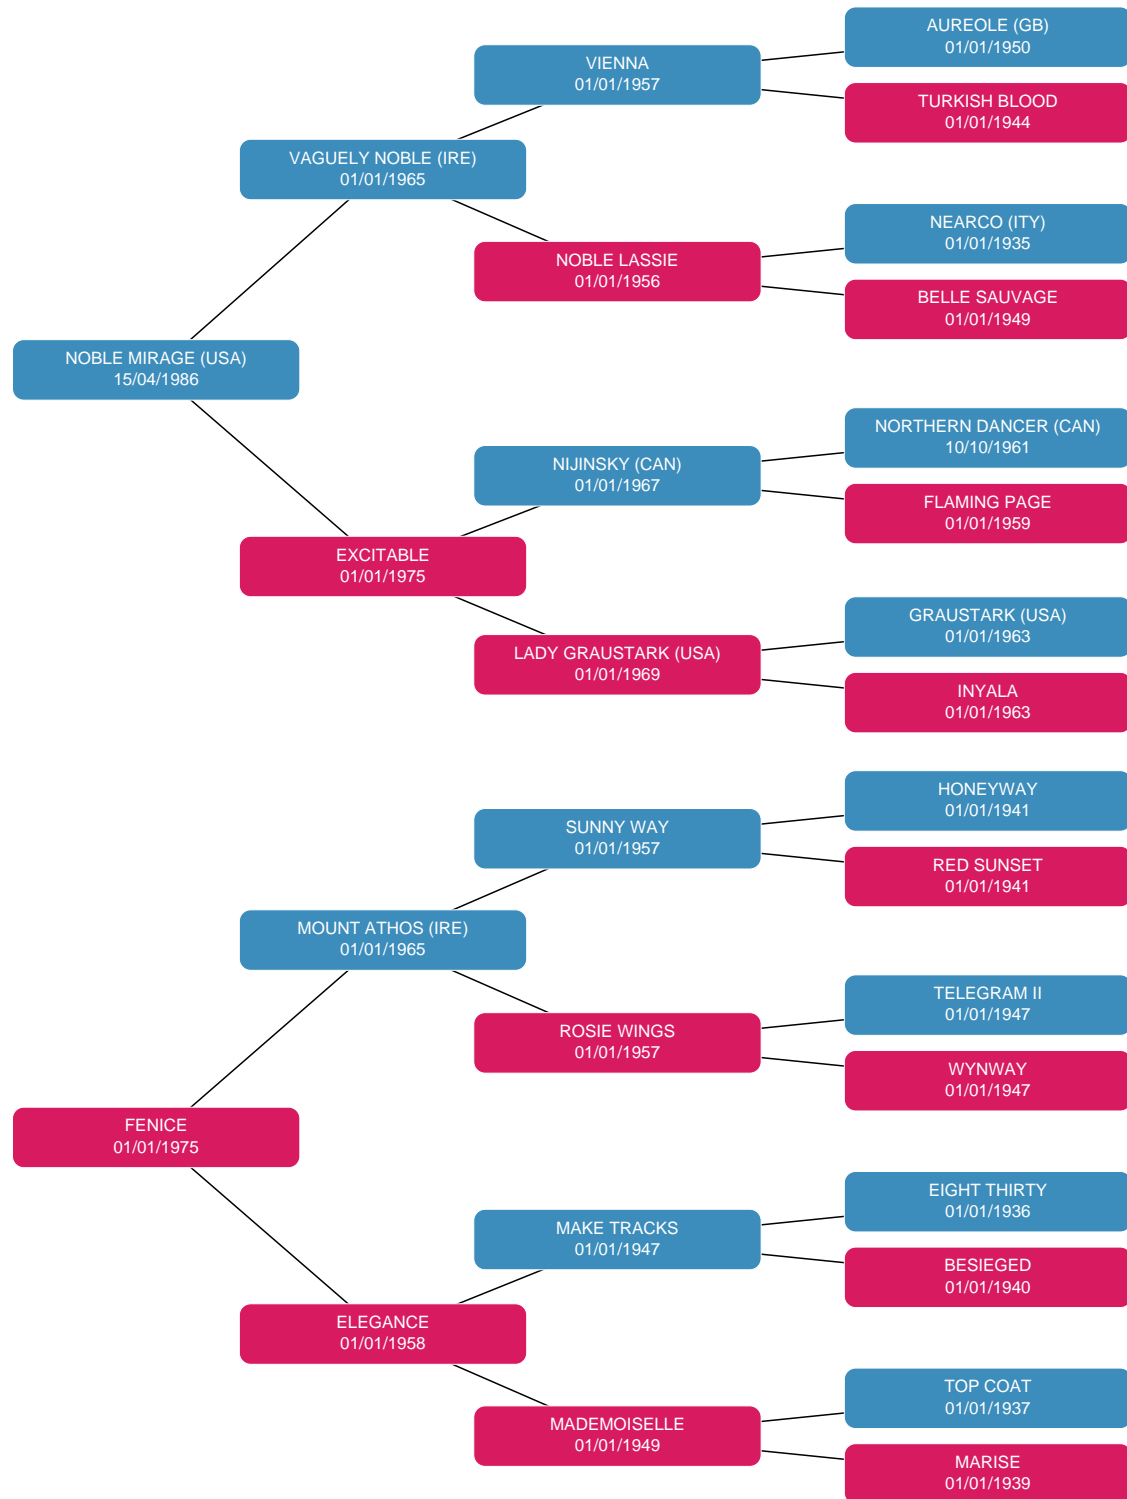 AUREOLE (GB)
01/01/1950
VIENNA
01/01/1957
TURKISH BLOOD
01/01/1944
VAGUELY NOBLE (IRE)
01/01/1965
NEARCO (ITY)
01/01/1935
NOBLE LASSIE
01/01/1956
BELLE SAUVAGE
01/01/1949
NOBLE MIRAGE (USA)
15/04/1986
NORTHERN DANCER (CAN)
10/10/1961
NIJINSKY (CAN)
01/01/1967
FLAMING PAGE
01/01/1959
EXCITABLE
01/01/1975
GRAUSTARK (USA)
01/01/1963
LADY GRAUSTARK (USA)
01/01/1969
INYALA
01/01/1963
HONEYWAY
01/01/1941
SUNNY WAY
01/01/1957
RED SUNSET
01/01/1941
MOUNT ATHOS (IRE)
01/01/1965
TELEGRAM II
01/01/1947
ROSIE WINGS
01/01/1957
WYNWAY
01/01/1947
FENICE
01/01/1975
EIGHT THIRTY
01/01/1936
MAKE TRACKS
01/01/1947
BESIEGED
01/01/1940
ELEGANCE
01/01/1958
TOP COAT
01/01/1937
MADEMOISELLE
01/01/1949
MARISE
01/01/1939